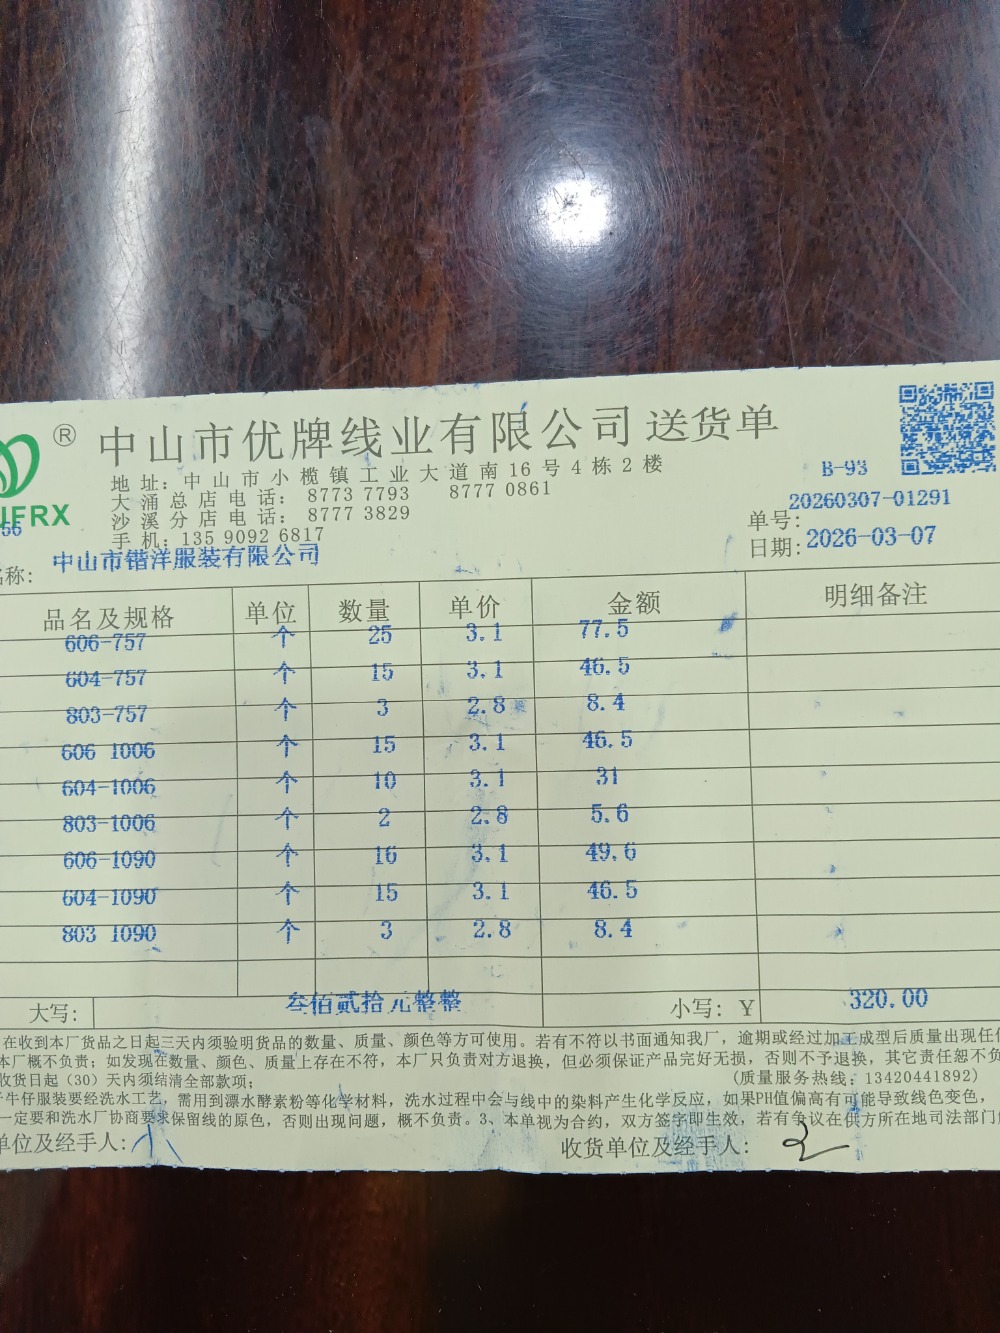 ® 中山市优牌线业有限公司 送货单
地址：中山市小榄镇工业大道南16号4栋2楼
B-93
大涌总店电话： 8773 7793 8777 0861
沙溪分店电话： 8777 3829
单号：20260307-01291
手机：135 9092 6817
日期：2026-03-07
UFRX
56
名称： 中山市锴洋服装有限公司
品名及规格 单位 数量 单价 金额 明细备注
606-757 个 25 3.1 77.5
604-757 个 15 3.1 46.5
803-757 个 3 2.8 8.4
606 1006 个 15 3.1 46.5
604-1006 个 10 3.1 31
803-1006 个 2 2.8 5.6
606-1090 个 16 3.1 49.6
604-1090 个 15 3.1 46.5
803 1090 个 3 2.8 8.4
大写： 叁佰贰拾元整整 小写：￥ 320.00
在收到本厂货品之日起三天内须验明货品的数量、质量、颜色等方可使用。若有不符以书面通知我厂，逾期或经过加工成型后质量出现任
本厂概不负责；如发现在数量、颜色、质量上存在不符，本厂只负责对方退换，但必须保证产品完好无损，否则不予退换，其它责任恕不
收货日起（30）天内须结清全部款项； (质量服务热线：13420441892)
牛仔服装要经洗水工艺，需用到漂水酵素粉等化学材料，洗水过程中会与线中的染料产生化学反应，如果PH值偏高有可能导致线色变色，
一定要和洗水厂协商要求保留线的原色，否则出现问题，概不负责。3、本单视为合约，双方签字即生效，若有争议在供方所在地司法部门
单位及经手人： 收货单位及经手人：